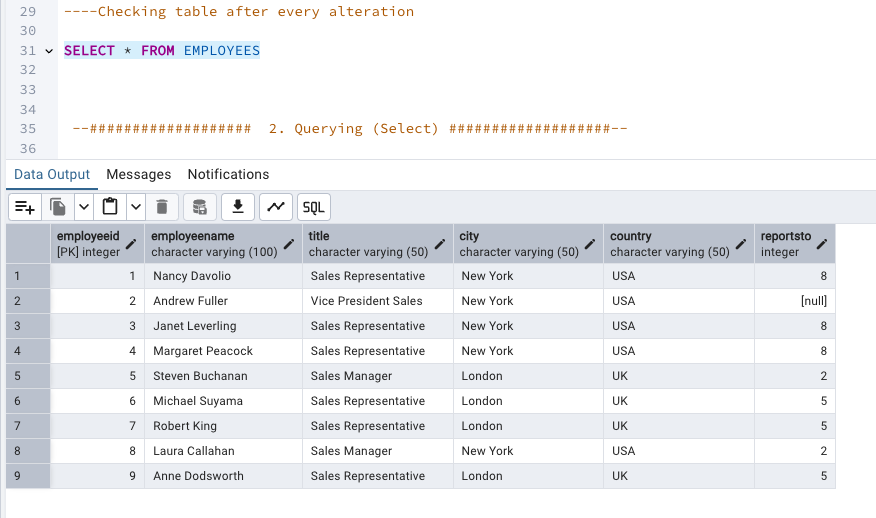 29 ----Checking table after every alteration
30
31 SELECT * FROM EMPLOYEES
32
33
34
35 --################### 2. Querying (Select) ###################--
36
Data Output Messages Notifications
SQL
employeeid employeename title city country reportsto
[PK] integer character varying (100) character varying (50) character varying (50) character varying (50) integer
1 1 Nancy Davolio Sales Representative New York USA 8
2 2 Andrew Fuller Vice President Sales New York USA [null]
3 3 Janet Leverling Sales Representative New York USA 8
4 4 Margaret Peacock Sales Representative New York USA 8
5 5 Steven Buchanan Sales Manager London UK 2
6 6 Michael Suyama Sales Representative London UK 5
7 7 Robert King Sales Representative London UK 5
8 8 Laura Callahan Sales Manager New York USA 2
9 9 Anne Dodsworth Sales Representative London UK 5